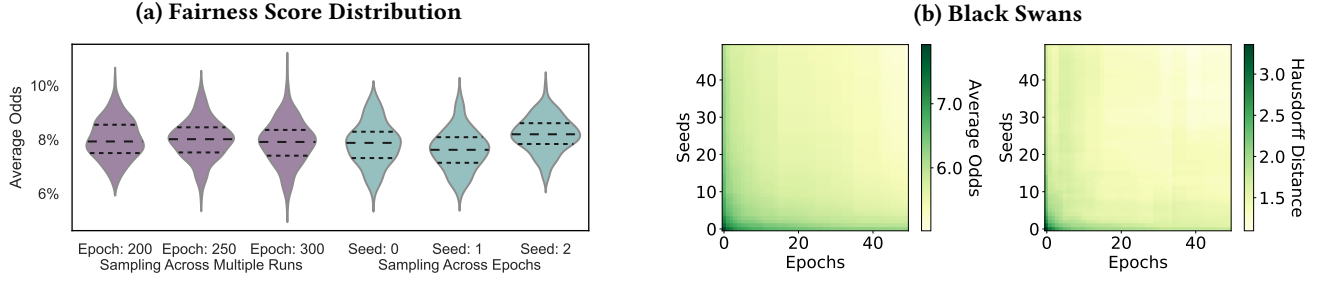 (a) Fairness Score Distribution
Average Odds
10%
8%
6%
Epoch: 200 Epoch: 250 Epoch: 300 Seed: 0 Seed: 1 Seed: 2
Sampling Across Multiple Runs Sampling Across Epochs
(b) Black Swans
Seeds
40
30
20
10
0
0 20 40
Epochs
7.0
6.0
Average Odds
Seeds
40
30
20
10
0
0 20 40
Epochs
3.0
2.5
2.0
1.5
Hausdorff Distance